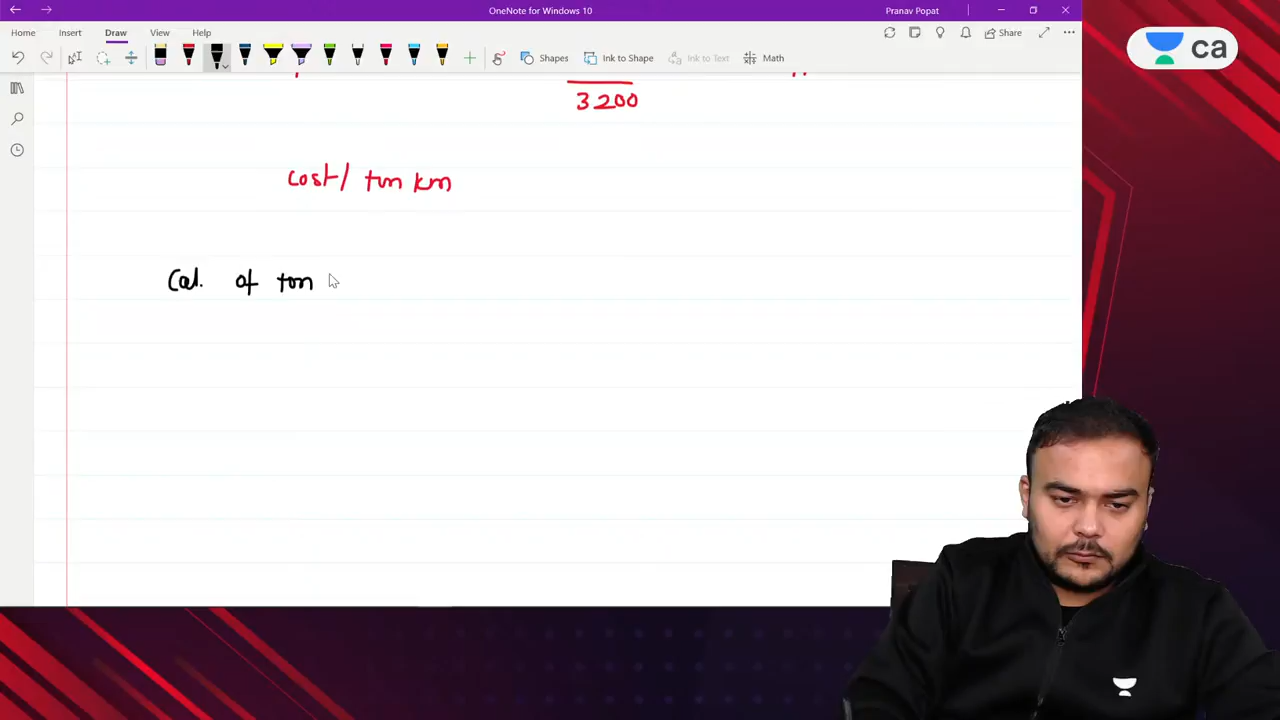 OneNote for Windows 10
Pranav Popat
Home Insert Draw View Help
Share
Shapes Ink to Shape Ink to Text Math
ca
3200
Cost/ ton km
Cal. of ton